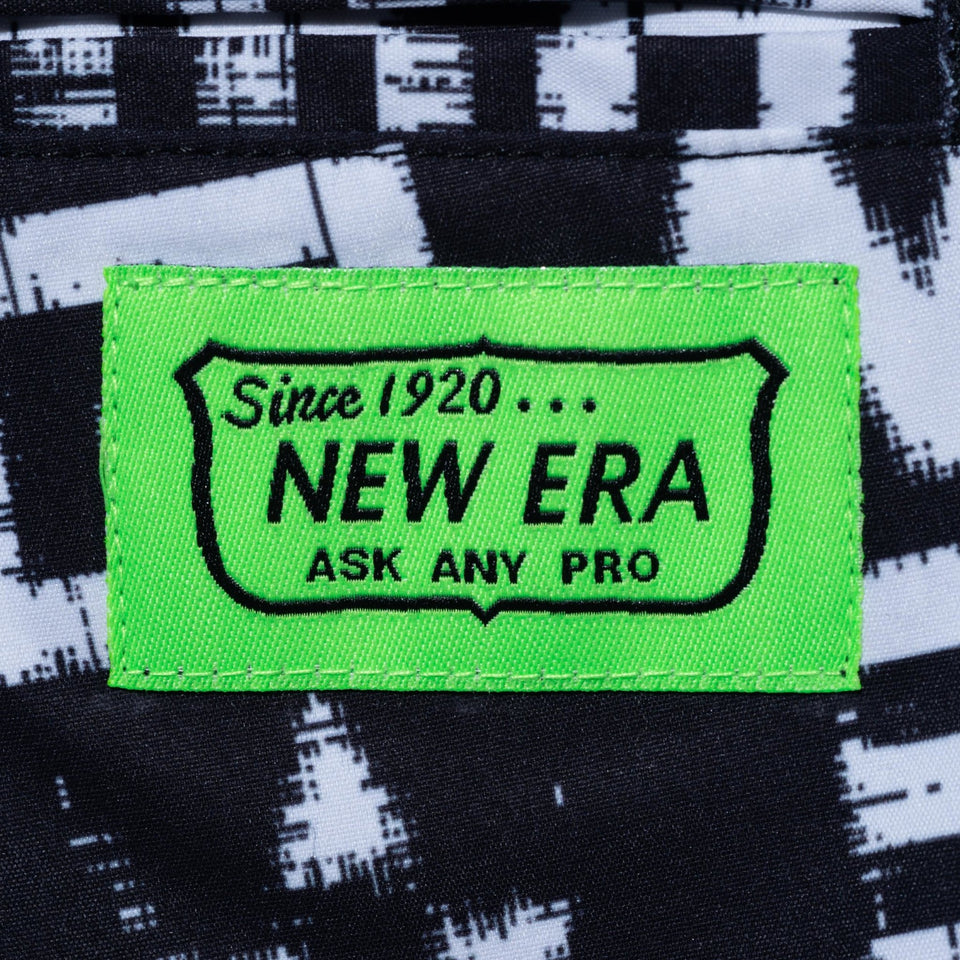 Since 1920...
NEW ERA
ASK ANY PRO